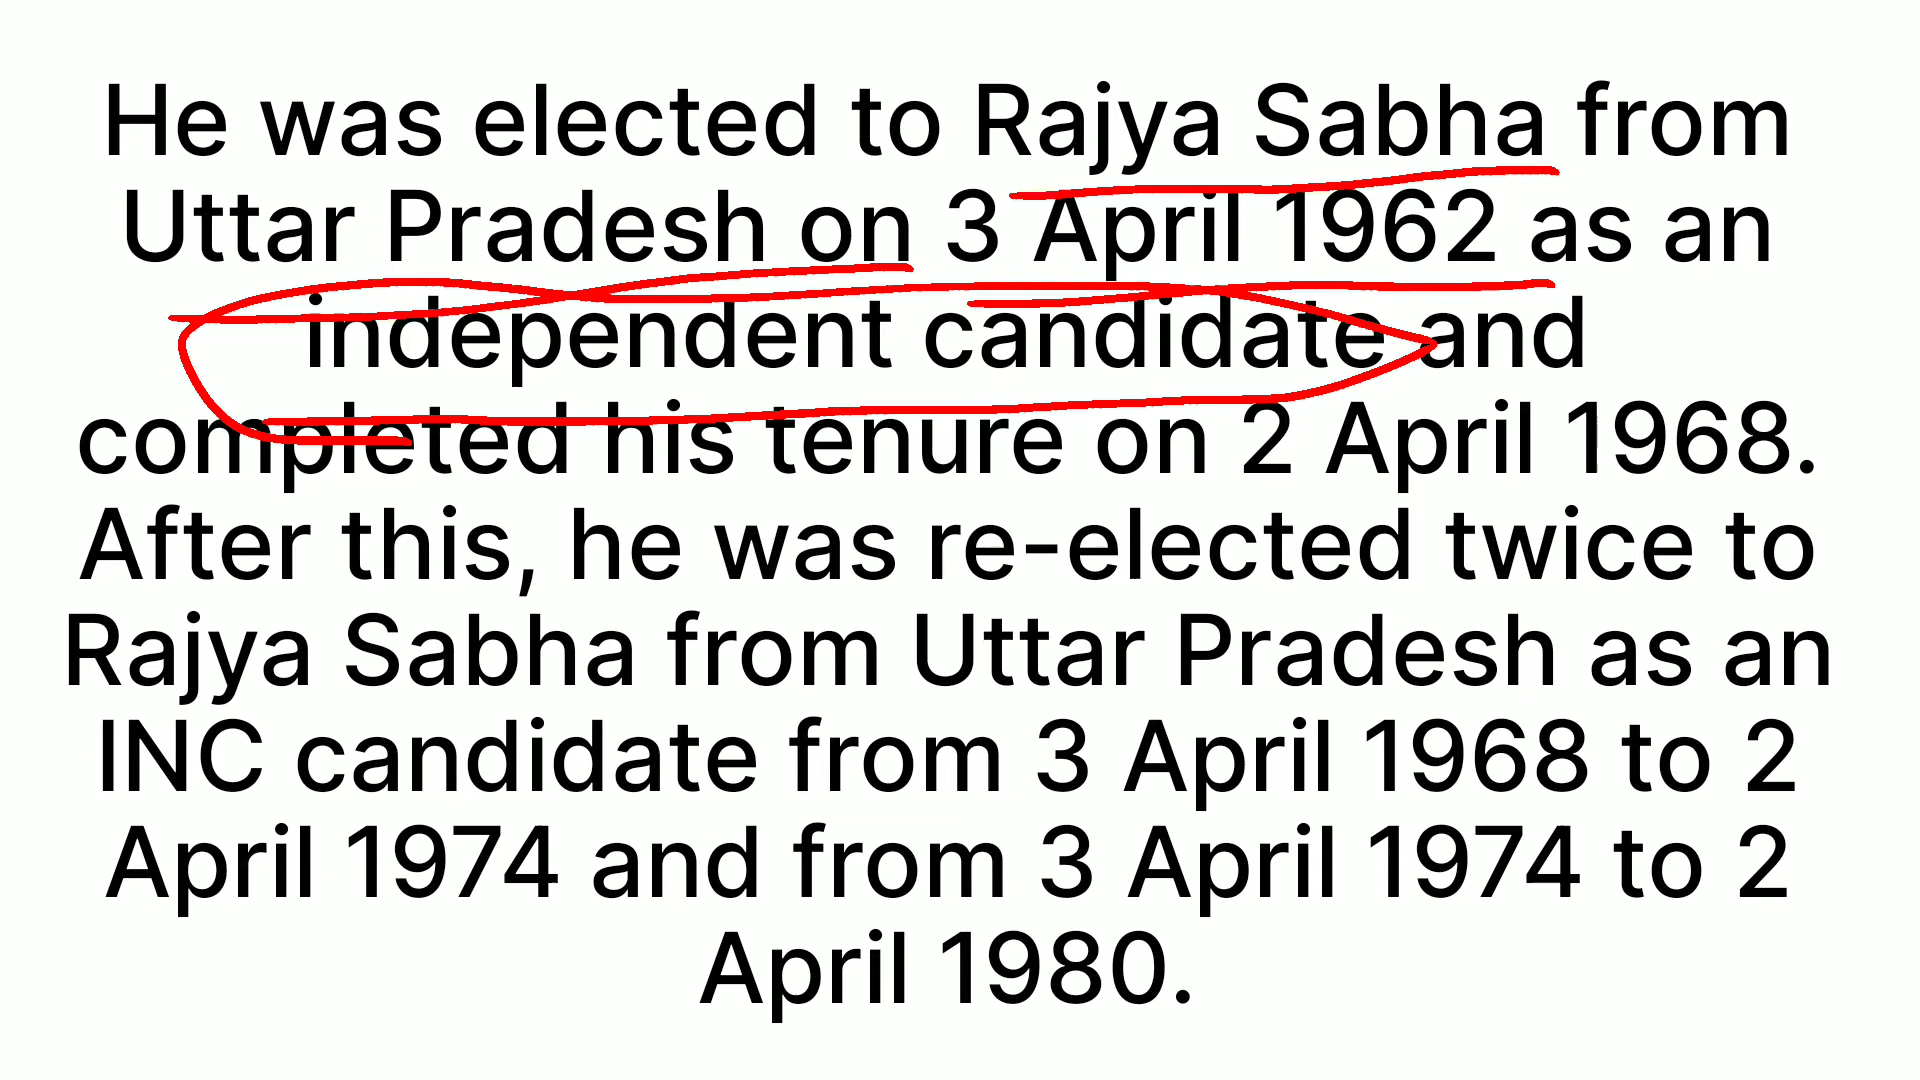 He was elected to Rajya Sabha from
Uttar Pradesh on 3 April 1962 as an
independent candidate and
completed his tenure on 2 April 1968.
After this, he was re-elected twice to
Rajya Sabha from Uttar Pradesh as an
INC candidate from 3 April 1968 to 2
April 1974 and from 3 April 1974 to 2
April 1980.